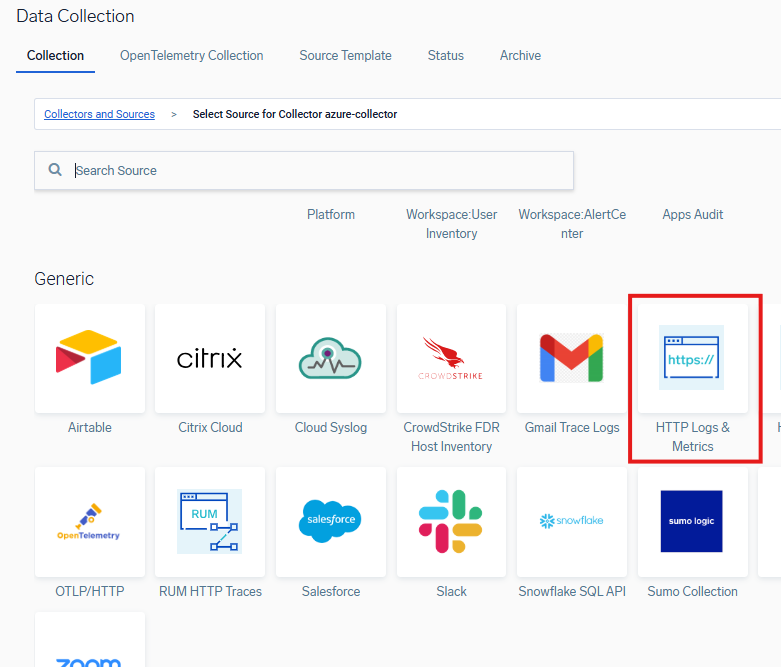 Data Collection
Collection OpenTelemetry Collection Source Template Status Archive
Collectors and Sources > Select Source for Collector azure-collector
Search Source
Platform Workspace:User Workspace:AlertCe Apps Audit
Inventory nter
Generic
citrix CROWDSTRIKE https://
Airtable Citrix Cloud Cloud Syslog CrowdStrike FDR Gmail Trace Logs HTTP Logs &
Host Inventory Metrics
OpenTelemetry RUM salesforce snowflake sumo logic
OTLP/HTTP RUM HTTP Traces Salesforce Slack Snowflake SQL API Sumo Collection
zoom